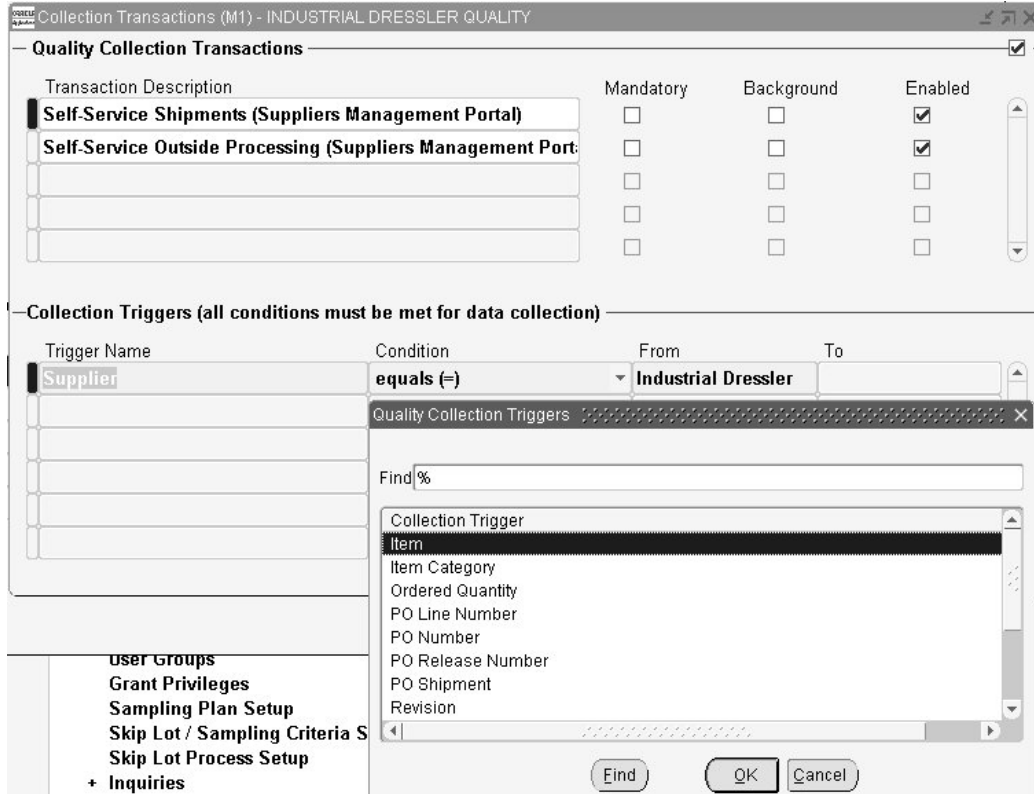 Collection Transactions (M1) - INDUSTRIAL DRESSLER QUALITY
Quality Collection Transactions
Transaction Description Mandatory Background Enabled
Self-Service Shipments (Suppliers Management Portal)
Self-Service Outside Processing (Suppliers Management Port
Collection Triggers (all conditions must be met for data collection)
Trigger Name Condition From To
Supplier equals (=) Industrial Dressler
Quality Collection Triggers
Find %
Collection Trigger
Item
Item Category
Ordered Quantity
PO Line Number
PO Number
PO Release Number
PO Shipment
Revision
User Groups
Grant Privileges
Sampling Plan Setup
Skip Lot / Sampling Criteria S
Skip Lot Process Setup
+ Inquiries
Find OK Cancel